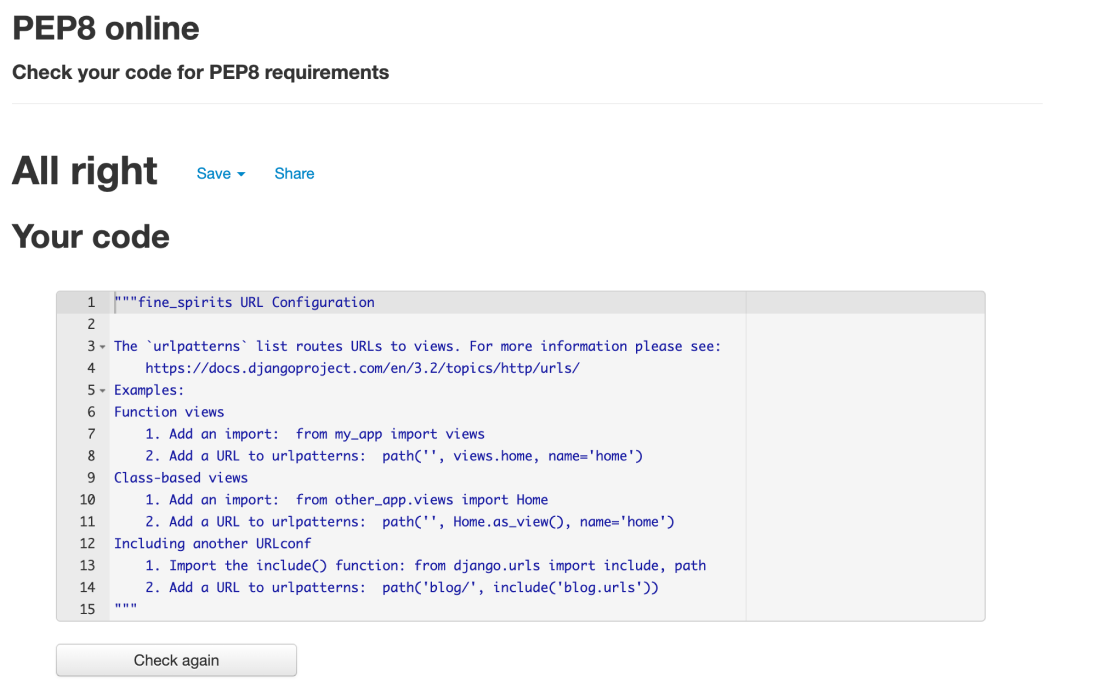 PEP8 online
Check your code for PEP8 requirements
All right Save Share
Your code
1 """fine_spirits URL Configuration
2
3 The `urlpatterns` list routes URLs to views. For more information please see:
4     https://docs.djangoproject.com/en/3.2/topics/http/urls/
5 Examples:
6 Function views
7     1. Add an import:  from my_app import views
8     2. Add a URL to urlpatterns:  path('', views.home, name='home')
9 Class-based views
10     1. Add an import:  from other_app.views import Home
11     2. Add a URL to urlpatterns:  path('', Home.as_view(), name='home')
12 Including another URLconf
13     1. Import the include() function: from django.urls import include, path
14     2. Add a URL to urlpatterns:  path('blog/', include('blog.urls'))
15 """
Check again